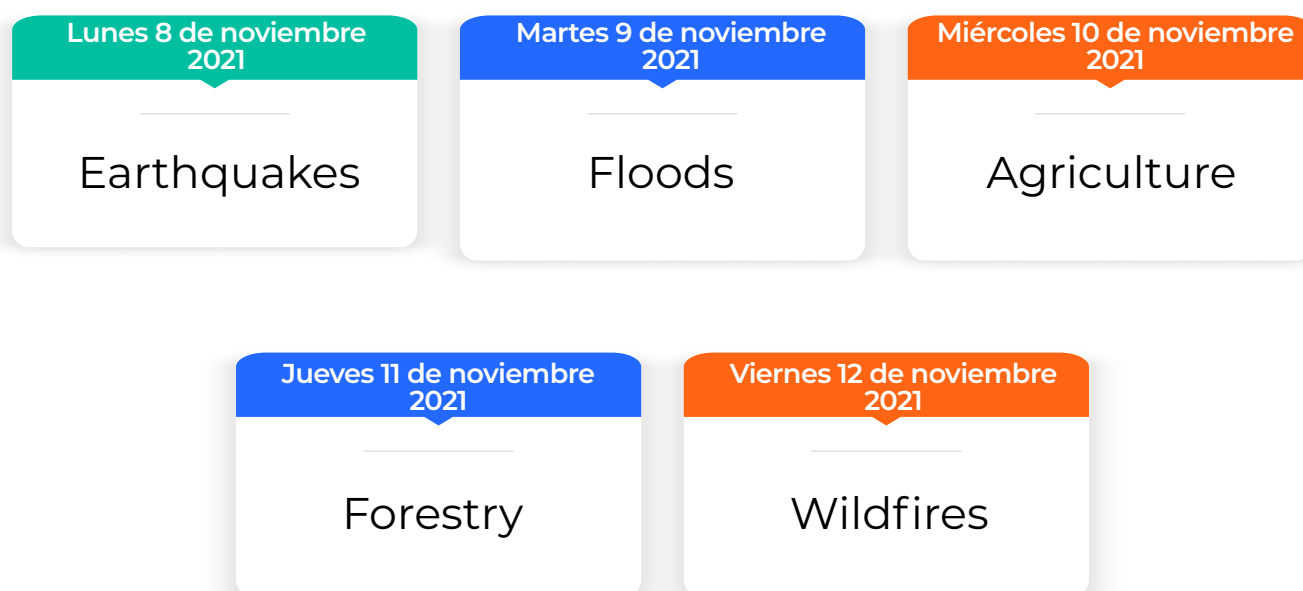 Lunes 8 de noviembre
2021
Earthquakes
Martes 9 de noviembre
2021
Floods
Miércoles 10 de noviembre
2021
Agriculture
Jueves 11 de noviembre
2021
Forestry
Viernes 12 de noviembre
2021
Wildfires